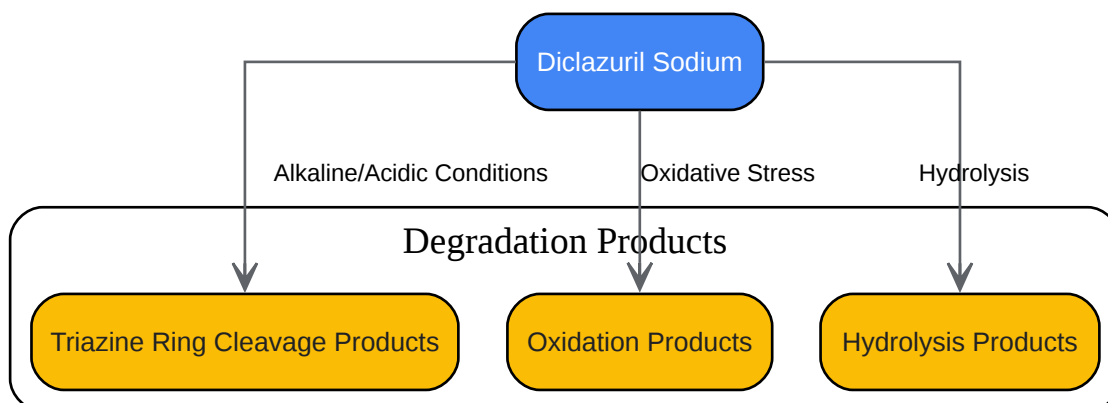 Diclazuril Sodium
Alkaline/Acidic Conditions
Oxidative Stress
Hydrolysis
Degradation Products
Triazine Ring Cleavage Products
Oxidation Products
Hydrolysis Products